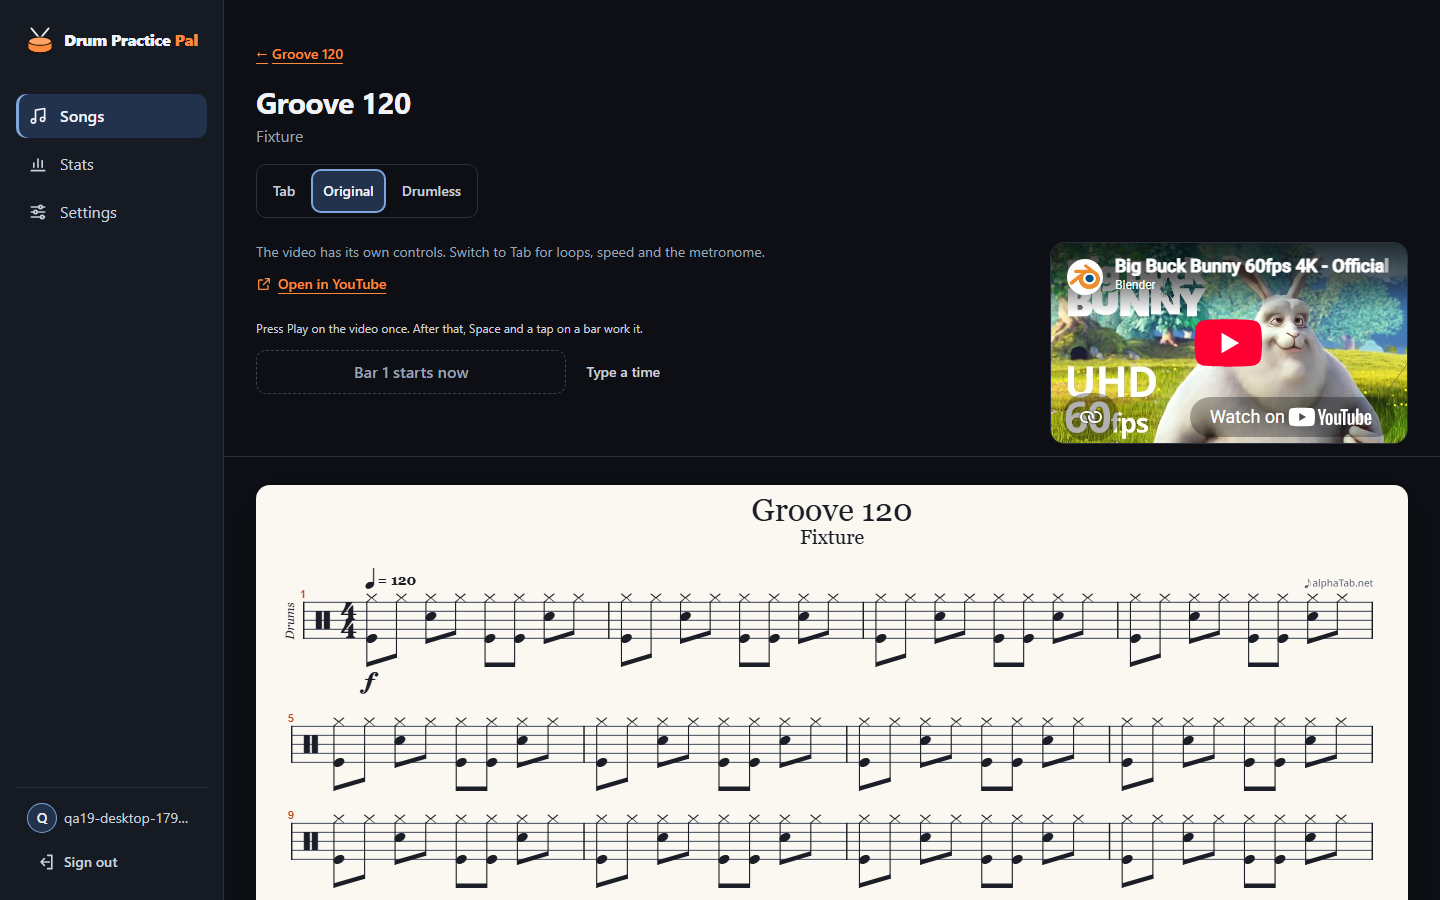 Drum Practice Pal
Songs
Stats
Settings
← Groove 120
Groove 120
Fixture
Tab
Original
Drumless
The video has its own controls. Switch to Tab for loops, speed and the metronome.
Open in YouTube
Press Play on the video once. After that, Space and a tap on a bar work it.
Bar 1 starts now
Type a time
Big Buck Bunny 60fps 4K - Official
Blender
BUNNY
UHD
60fps
Watch on YouTube
Groove 120
Fixture
= 120
alphaTab.net
1
Drums
4
4
f
5
9
Q
qa19-desktop-179...
Sign out